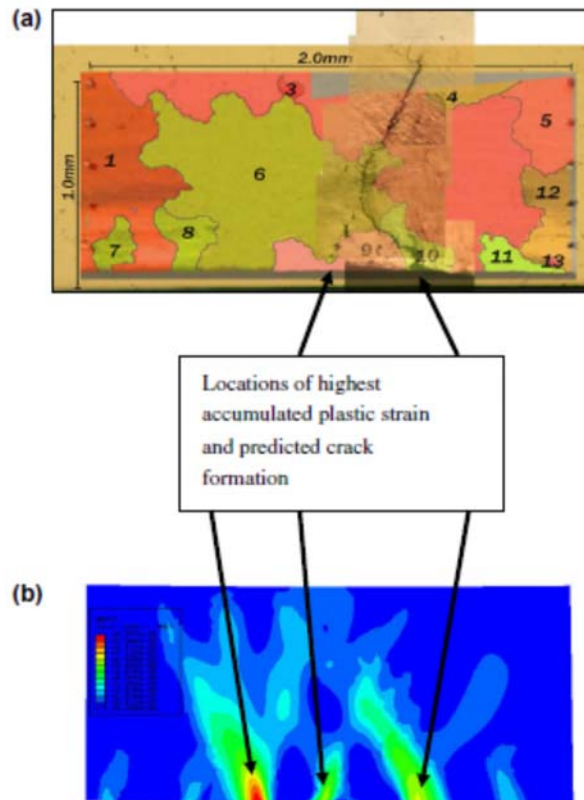 (a)
2.0mm
3
4
5
1
1.0mm
6
12
7
8
9
10
11
13
Locations of highest
accumulated plastic strain
and predicted crack
formation
(b)